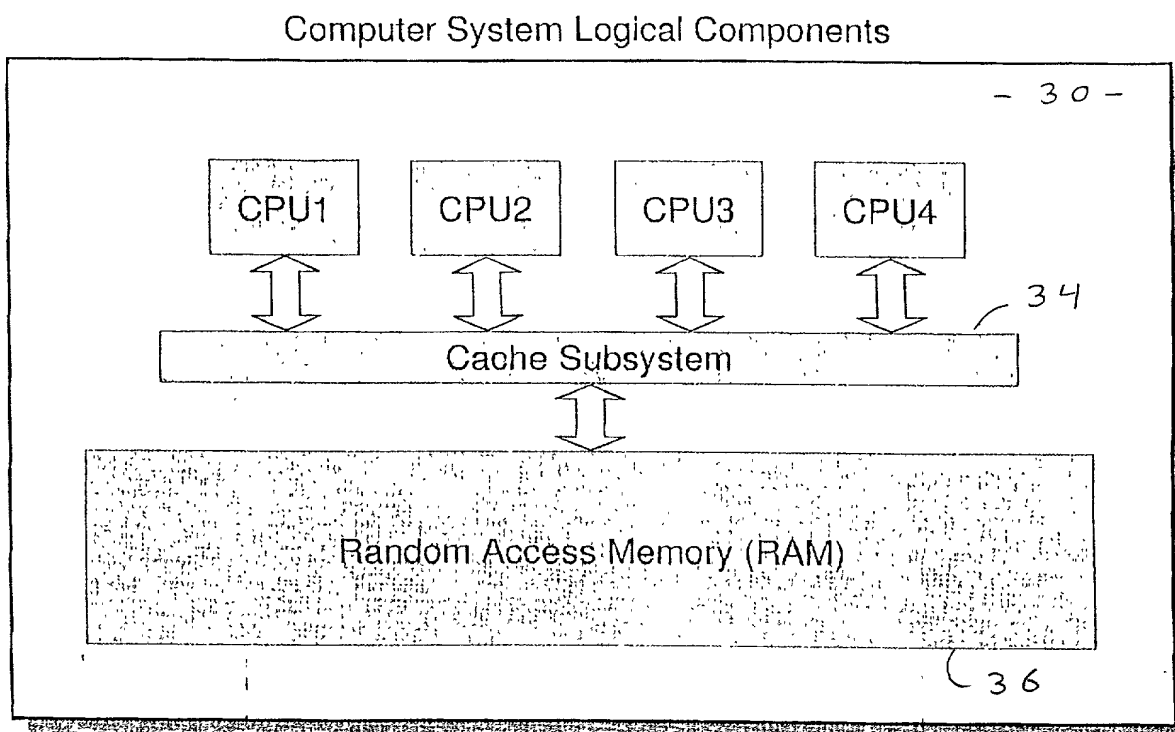 Computer System Logical Components
- 30 -
CPU1 CPU2 CPU3 CPU4
34
Cache Subsystem
Random Access Memory (RAM)
36